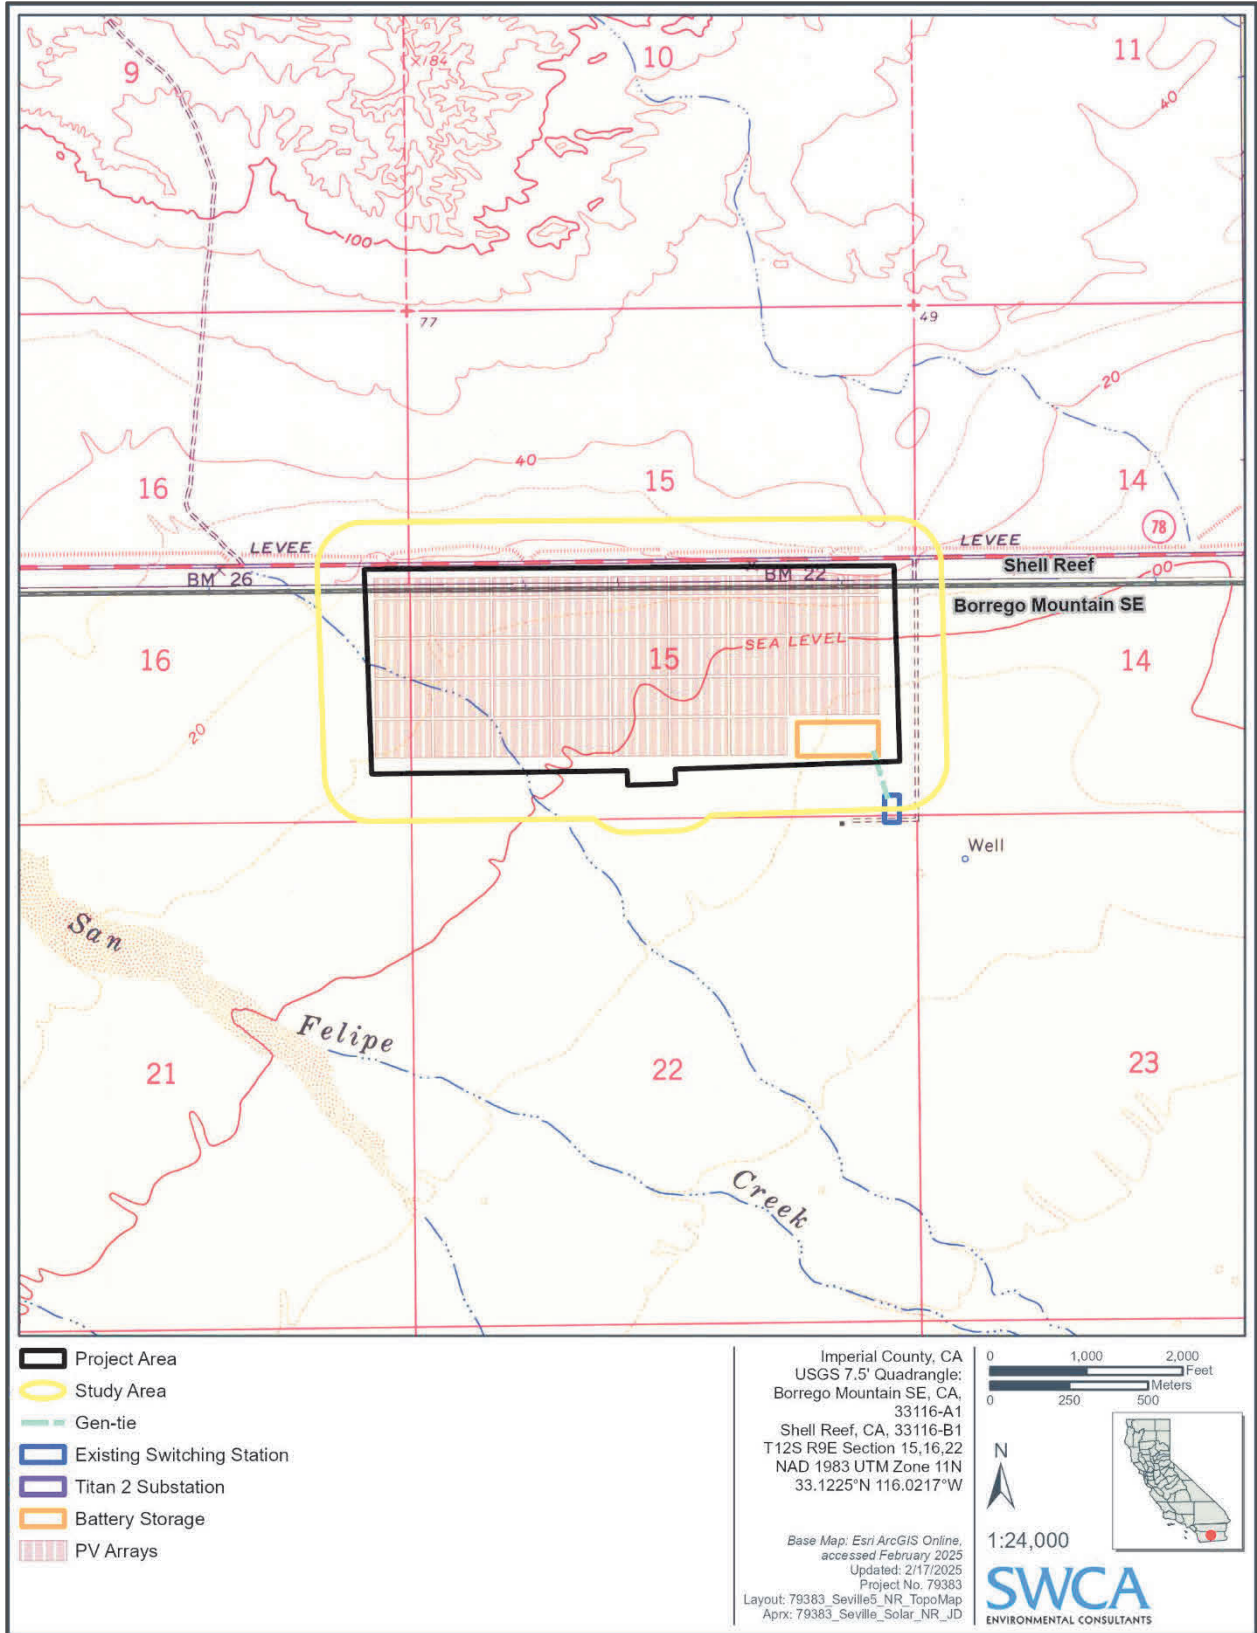 9
10
11
X184
40
100
77
49
20
40
16
15
14
78
LEVEE
LEVEE
BM 26
BM 22
Shell Reef
00
Borrego Mountain SE
16
15
SEA LEVEL
14
20
Well
San
Felipe
21
22
23
Creek
Project Area
Study Area
Gen-tie
Existing Switching Station
Titan 2 Substation
Battery Storage
PV Arrays
Imperial County, CA
USGS 7.5' Quadrangle:
Borrego Mountain SE, CA,
33116-A1
Shell Reef, CA, 33116-B1
T12S R9E Section 15,16,22
NAD 1983 UTM Zone 11N
33.1225°N 116.0217°W
Base Map: Esri ArcGIS Online,
accessed February 2025
Updated: 2/17/2025
Project No. 79383
Layout: 79383_Seville5_NR_TopoMap
Aprx: 79383_Seville_Solar_NR_JD
0 1,000 2,000
Feet
Meters
0 250 500
N
1:24,000
SWCA
ENVIRONMENTAL CONSULTANTS